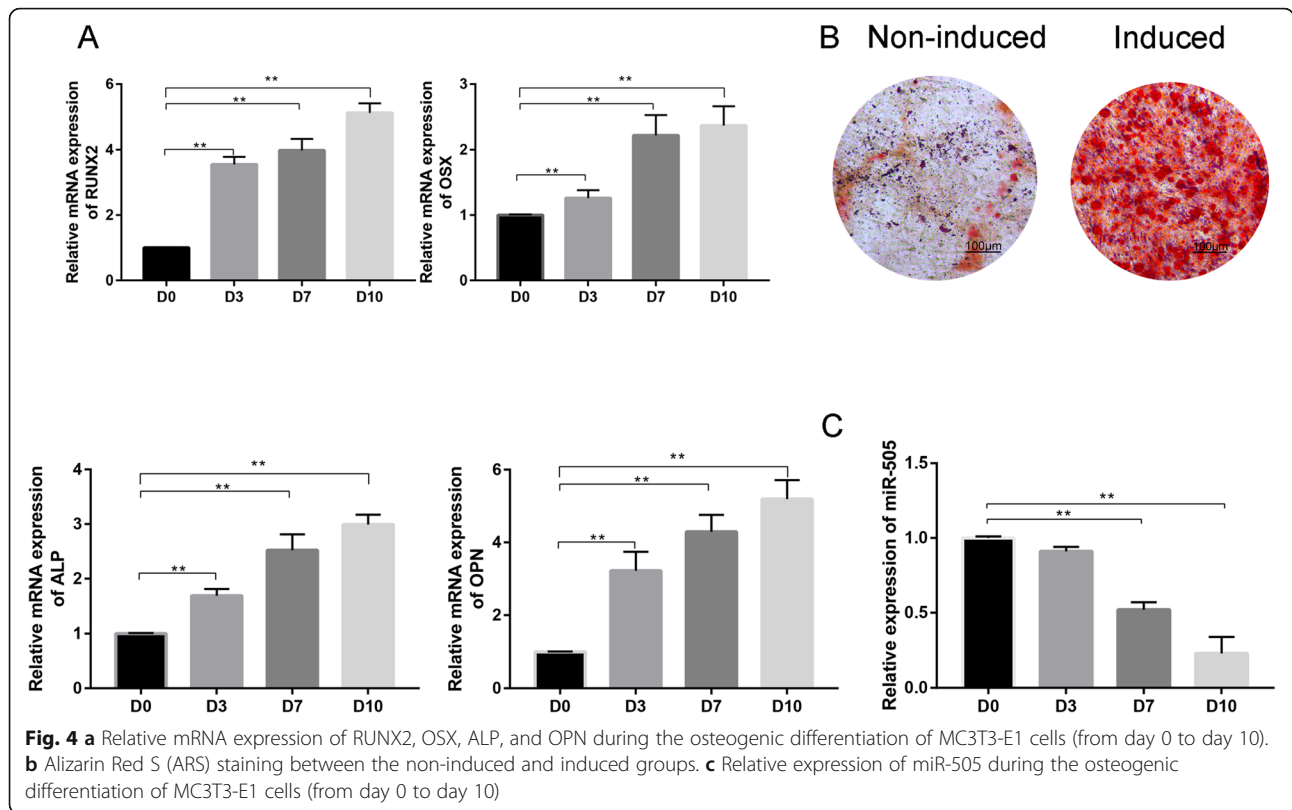 A
Relative mRNA expression
of RUNX2
6
4
2
0
D0 D3 D7 D10
**
**
**
Relative mRNA expression
of OSX
3
2
1
0
D0 D3 D7 D10
**
**
**
B Non-induced Induced
100μm
100μm
Relative mRNA expression
of ALP
4
3
2
1
0
D0 D3 D7 D10
**
**
**
Relative mRNA expression
of OPN
6
4
2
0
D0 D3 D7 D10
**
**
**
C
Relative expression of miR-505
1.5
1.0
0.5
0.0
D0 D3 D7 D10
**
**
Fig. 4 a Relative mRNA expression of RUNX2, OSX, ALP, and OPN during the osteogenic differentiation of MC3T3-E1 cells (from day 0 to day 10).
b Alizarin Red S (ARS) staining between the non-induced and induced groups. c Relative expression of miR-505 during the osteogenic
differentiation of MC3T3-E1 cells (from day 0 to day 10)